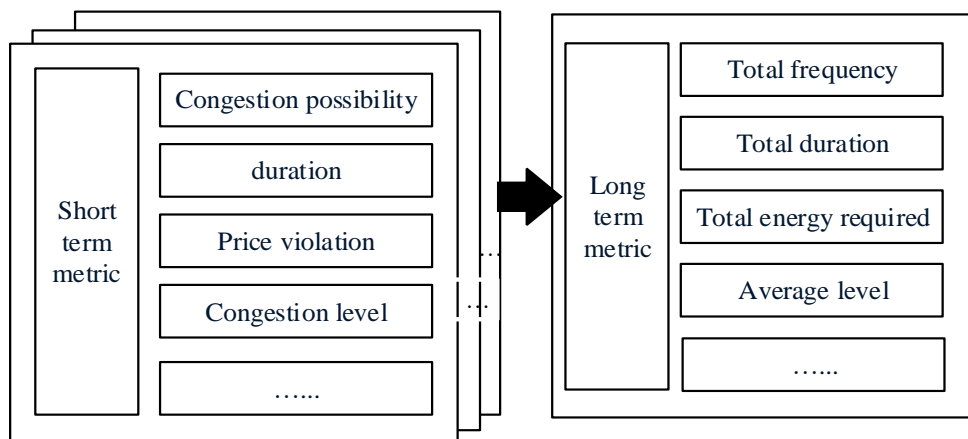 Short
term
metric
Congestion possibility
duration
Price violation
Congestion level
…...
…
…
Long
term
metric
Total frequency
Total duration
Total energy required
Average level
…...